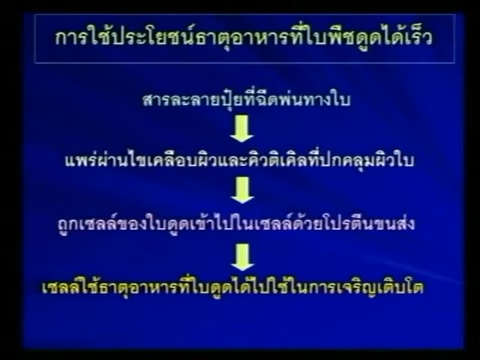 การใช้ประโยชน์ธาตุอาหารที่ใบพืชดูดได้เร็ว
สารละลายปุ๋ยที่ฉีดพ่นทางใบ
แพร่ผ่านไขเคลือบผิวและคิวติเคิลที่ปกคลุมผิวใบ
ถูกเซลล์ของใบดูดเข้าไปในเซลล์ด้วยโปรตีนขนส่ง
เซลล์ใช้ธาตุอาหารที่ใบดูดได้ไปใช้ในการเจริญเติบโต